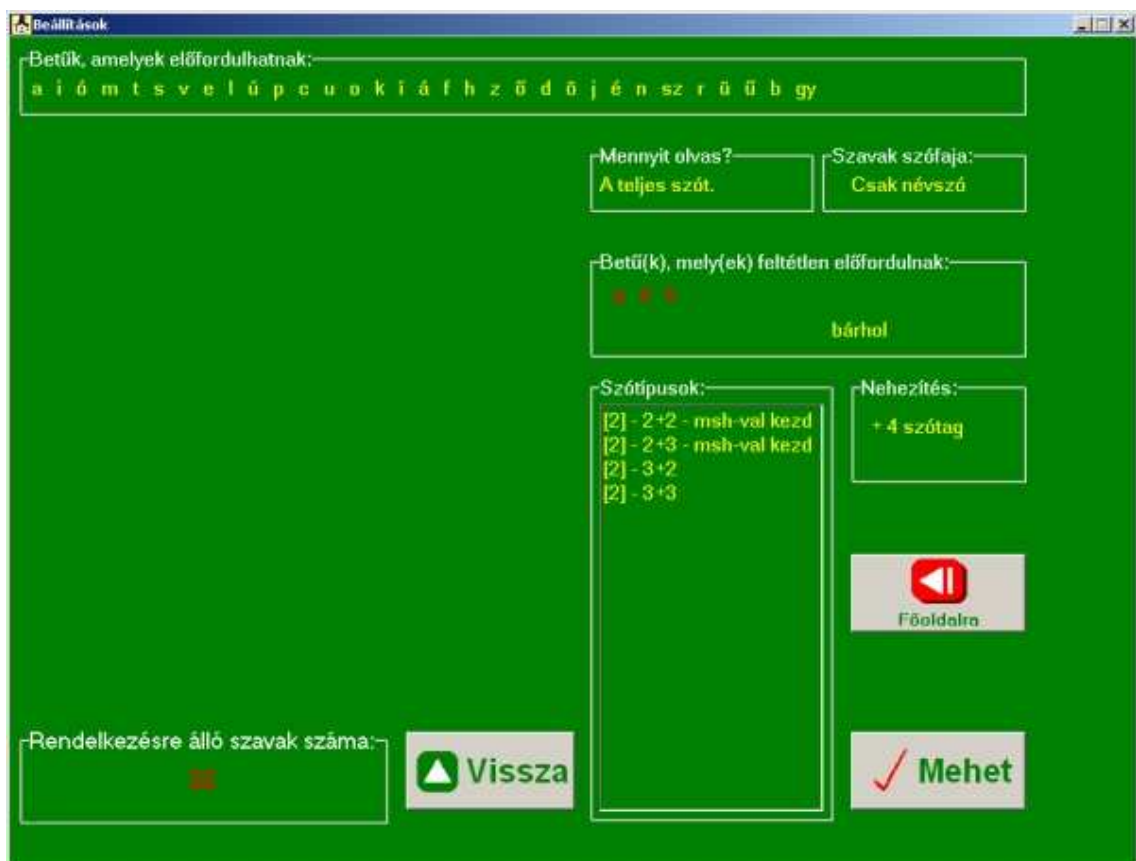 Beállítások
Betűk, amelyek előfordulhatnak:
a i ó m t s v e l ú p c u o k í á f h z ő d ö j é n sz r ü ű b gy
Mennyit olvas?
A teljes szót.
Szavak szófaja:
Csak névszó
Betű(k), mely(ek) feltétlen előfordulnak:
bárhol
Szótípusok:
[2] - 2+2 - msh-val kezd
[2] - 2+3 - msh-val kezd
[2] - 3+2
[2] - 3+3
Nehezítés:
+ 4 szótag
Főoldalra
Rendelkezésre álló szavak száma:
Vissza
Mehet